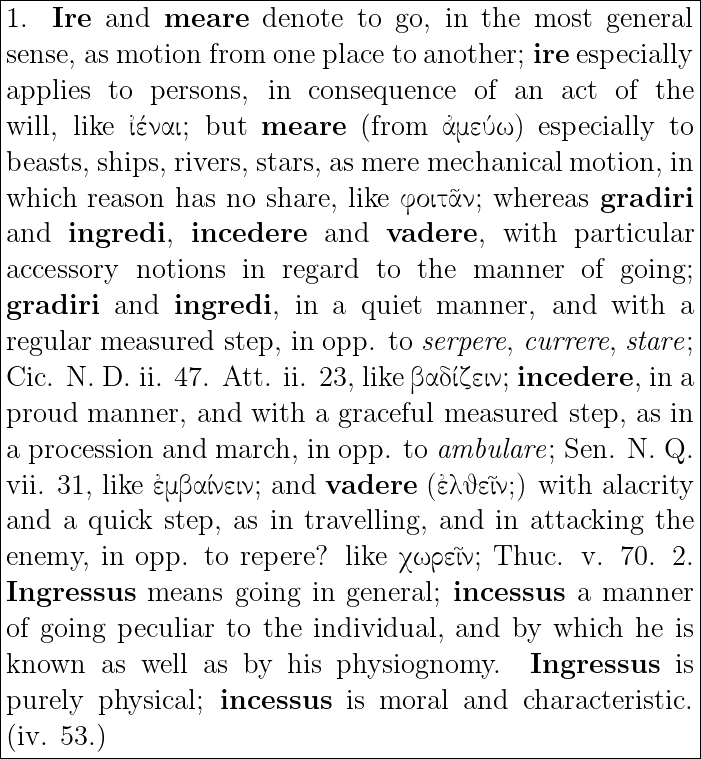 1. Ire and meare denote to go, in the most general
sense, as motion from one place to another; ire especially
applies to persons, in consequence of an act of the
will, like ἰέναι; but meare (from ἀμεύω) especially to
beasts, ships, rivers, stars, as mere mechanical motion, in
which reason has no share, like φοιτᾶν; whereas gradiri
and ingredi, incedere and vadere, with particular
accessory notions in regard to the manner of going;
gradiri and ingredi, in a quiet manner, and with a
regular measured step, in opp. to serpere, currere, stare;
Cic. N. D. ii. 47. Att. ii. 23, like βαδίζειν; incedere, in a
proud manner, and with a graceful measured step, as in
a procession and march, in opp. to ambulare; Sen. N. Q.
vii. 31, like ἐμβαίνειν; and vadere (ἐλθεῖν;) with alacrity
and a quick step, as in travelling, and in attacking the
enemy, in opp. to repere? like χωρεῖν; Thuc. v. 70. 2.
Ingressus means going in general; incessus a manner
of going peculiar to the individual, and by which he is
known as well as by his physiognomy. Ingressus is
purely physical; incessus is moral and characteristic.
(iv. 53.)